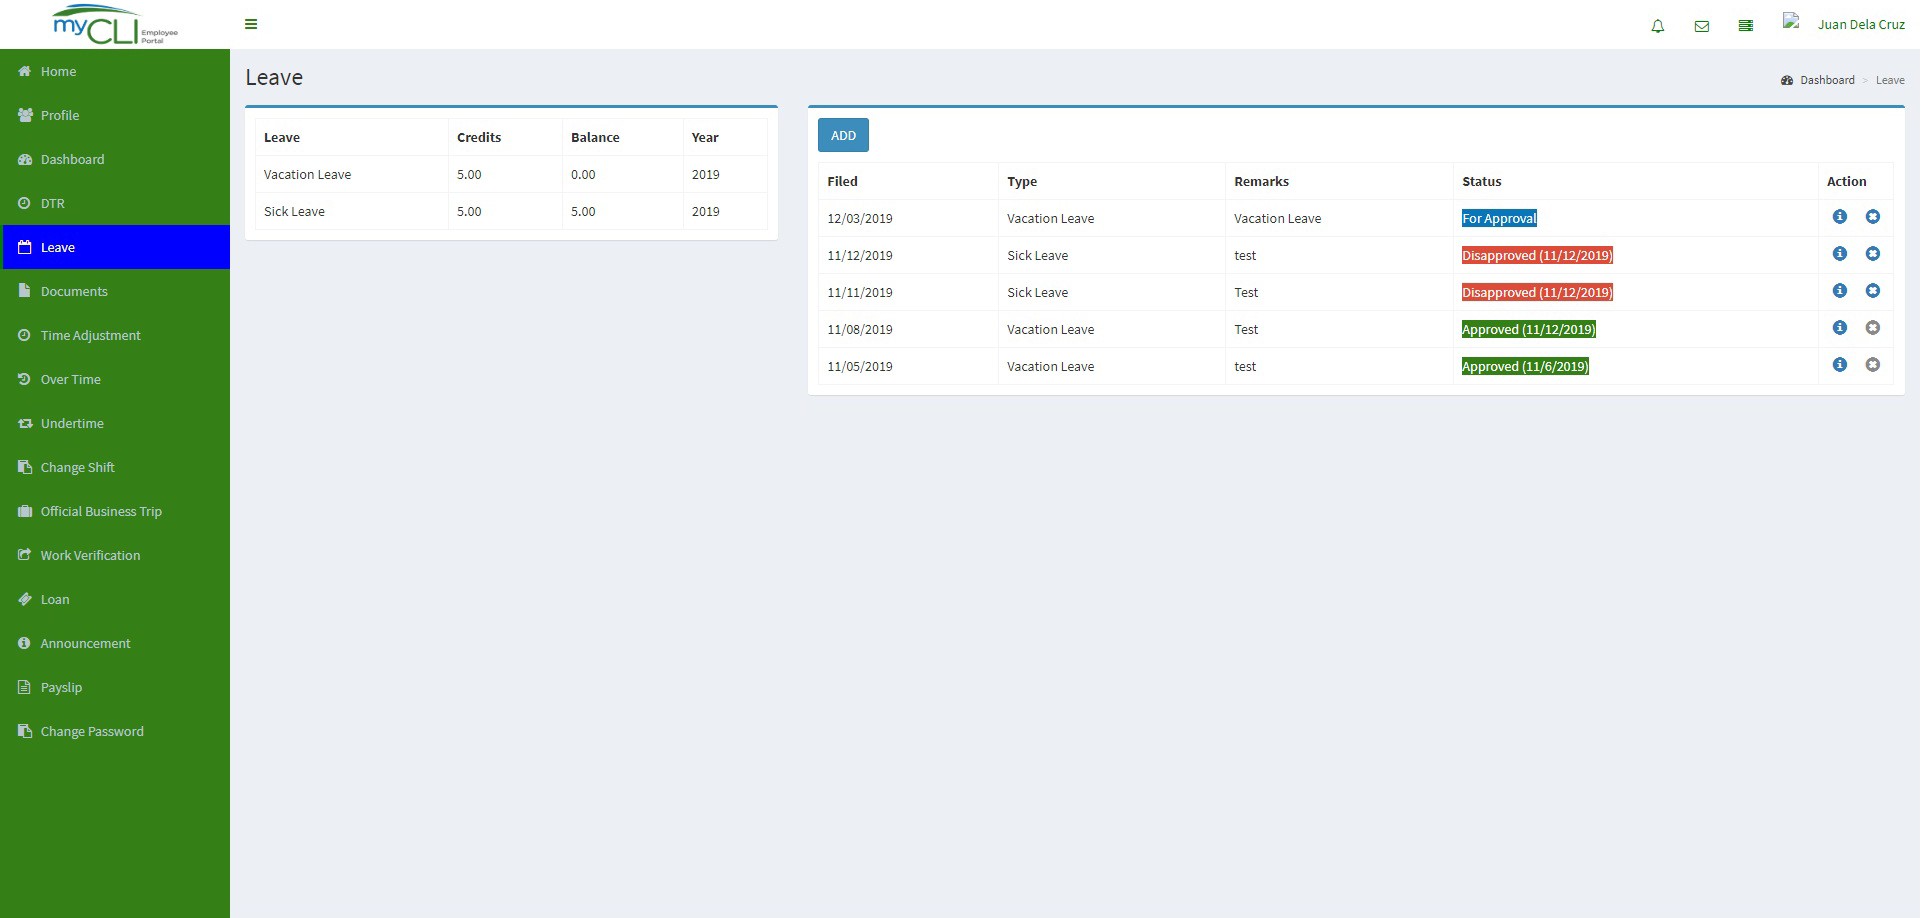 myCLI Employee Portal
Juan Dela Cruz
Home
Profile
Dashboard
DTR
Leave
Documents
Time Adjustment
Over Time
Undertime
Change Shift
Official Business Trip
Work Verification
Loan
Announcement
Payslip
Change Password
Leave
Dashboard > Leave
Leave Credits Balance Year
Vacation Leave 5.00 0.00 2019
Sick Leave 5.00 5.00 2019
ADD
Filed Type Remarks Status Action
12/03/2019 Vacation Leave Vacation Leave For Approval
11/12/2019 Sick Leave test Disapproved (11/12/2019)
11/11/2019 Sick Leave Test Disapproved (11/12/2019)
11/08/2019 Vacation Leave Test Approved (11/12/2019)
11/05/2019 Vacation Leave test Approved (11/6/2019)